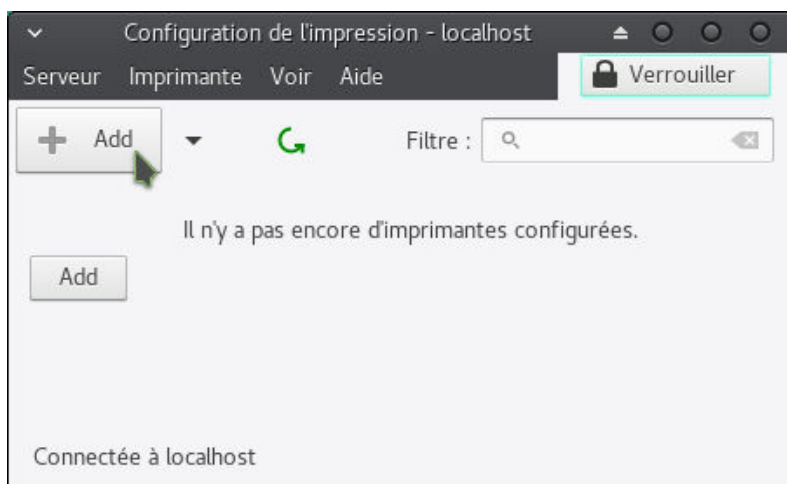 Configuration de l'impression - localhost
Serveur Imprimante Voir Aide Verrouiller
Add Filtre :
Il n'y a pas encore d'imprimantes configurées.
Add
Connectée à localhost